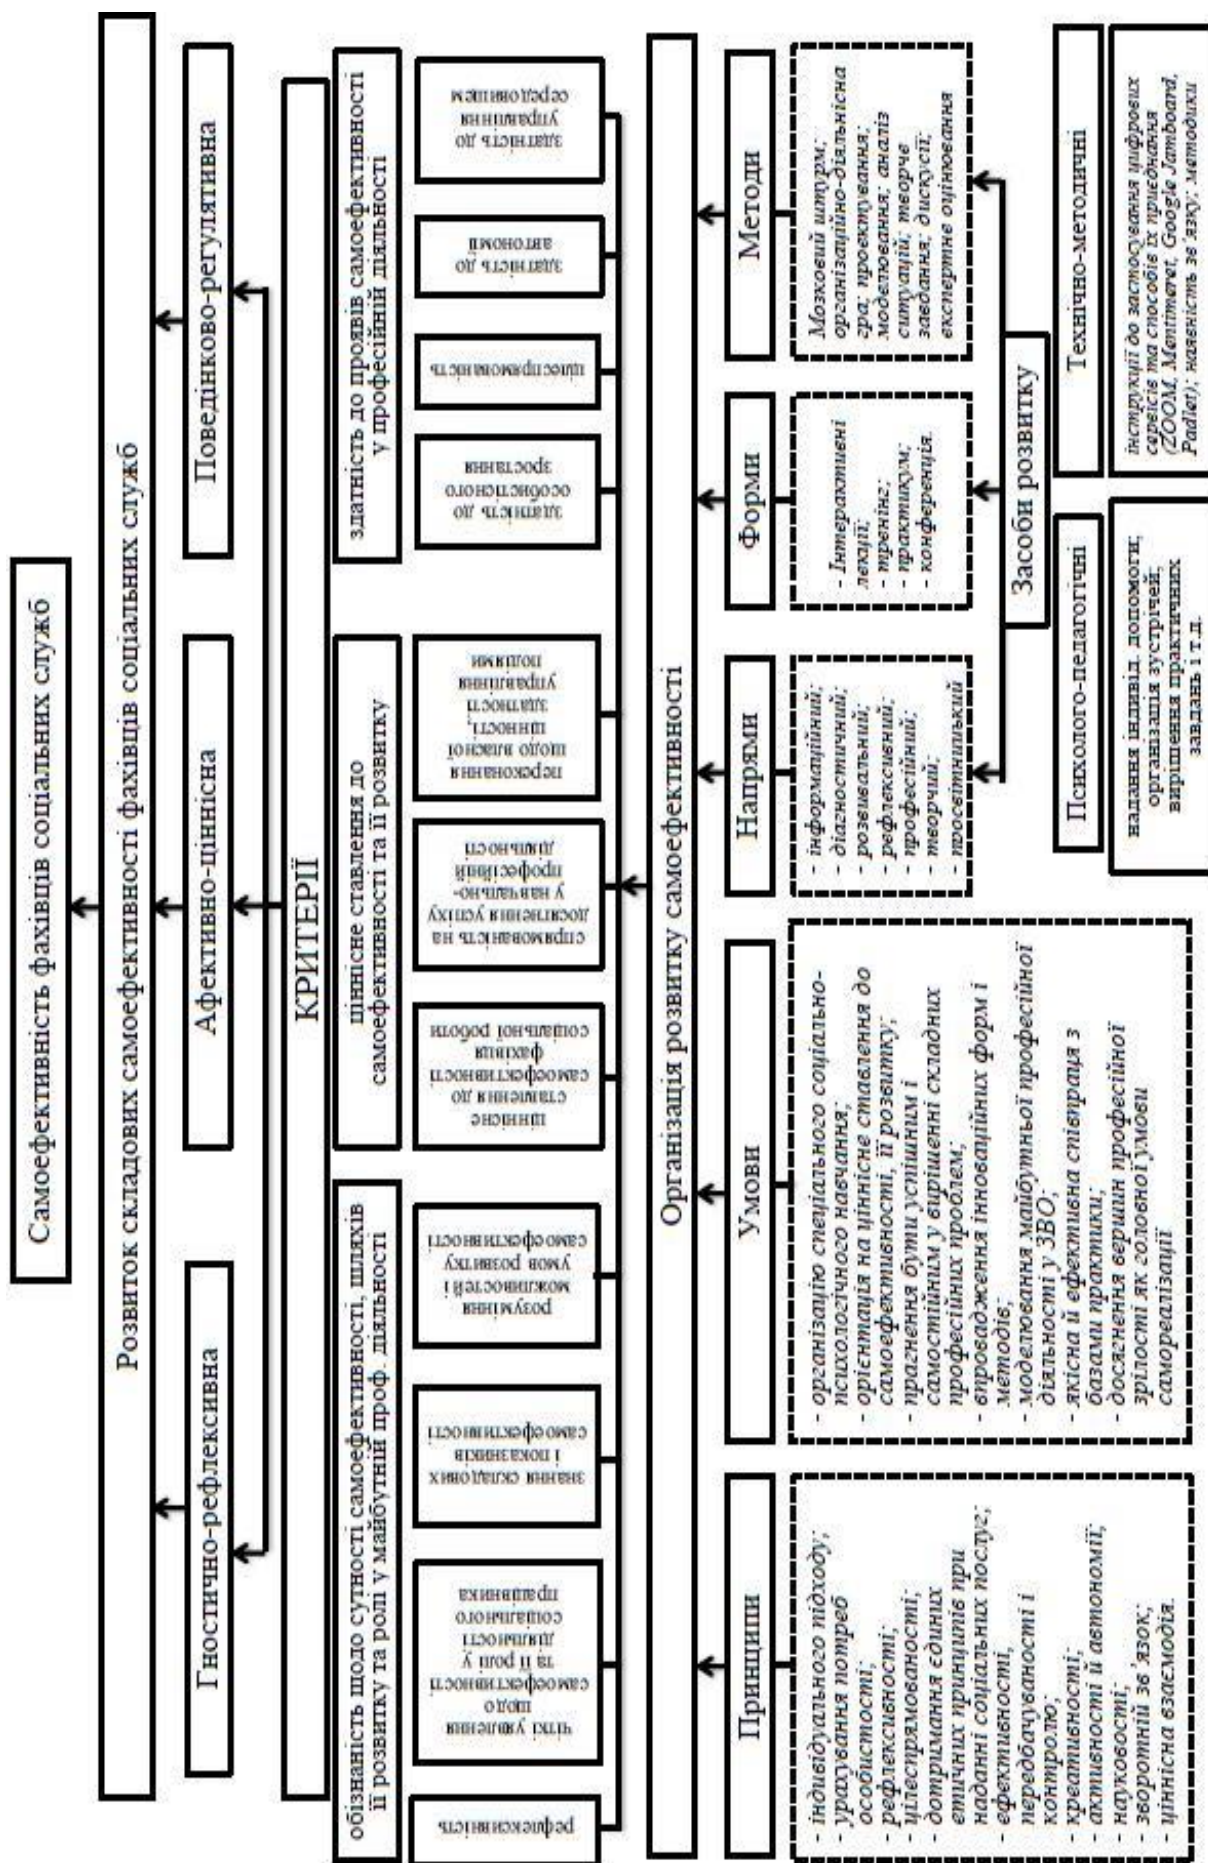 Самоефективність фахівців соціальних служб
Розвиток складових самоефективності фахівців соціальних служб
Гностично-рефлексивна
Афективно-ціннісна
Поведінково-регулятивна
КРИТЕРІЇ
обізнаність щодо сутності самоефективності, шляхів
її розвитку та ролі у майбутній проф. діяльності
ціннісне ставлення до
самоефективності та її розвитку
здатність до проявів самоефективності
у професійній діяльності
рефлексивність
чіткі уявлення
щодо
самоефективності
та її ролі у
діяльності
соціального
працівника
знання складових
і показників
самоефективності
розуміння
можливостей і
умов розвитку
самоефективності
ціннісне
ставлення до
самоефективності
фахівця
соціальної роботи
спрямованість на
досягнення успіху
у навчально-
професійній
діяльності
переконання
щодо власної
цінності,
здатності
управління
подіями
здатність до
особистісного
зростання
цілеспрямованість
здатність до
автономії
здатність до
управління
середовищем
Організація розвитку самоефективності
Принципи
- індивідуального підходу;
- урахування потреб
особистості;
- рефлексивності;
- цілеспрямованості;
- дотримання єдиних
етичних принципів при
наданні соціальних послуг;
- ефективності,
передбачуваності і
контролю;
- креативності;
- активності й автономії;
- науковості;
- зворотній зв'язок;
- ціннісна взаємодія.
Умови
- організацію спеціального соціально-
психологічного навчання;
- орієнтація на ціннісне ставлення до
самоефективності, її розвитку;
- прагнення бути успішним і
самостійним у вирішенні складних
професійних проблем;
- впровадження інноваційних форм і
методів;
- моделювання майбутньої професійної
діяльності у ЗВО;
- якісна й ефективна співпраця з
базами практики;
- досягнення вершин професійної
зрілості як головної умови
самореалізації
Напрями
- інформаційний;
- діагностичний;
- розвивальний;
- рефлексивний;
- професійний;
- творчий;
- просвітницький
Форми
- Інтерактивні
лекції;
- тренінг;
- практикум;
- конференція.
Методи
Мозковий штурм;
організаційно-діяльнісна
гра; проектування;
моделювання; аналіз
ситуацій; творче
завдання; дискусії;
експертне оцінювання
Засоби розвитку
Психолого-педагогічні
надання індивід. допомоги;
організація зустрічей;
вирішення практичних
завдань і т.д.
Технічно-методичні
інструкції до застосування цифрових
сервісів та способів їх приєднання
(ZOOM, Mentimeret, Google Jamboard,
Padlet); наявність зв'язку; методики